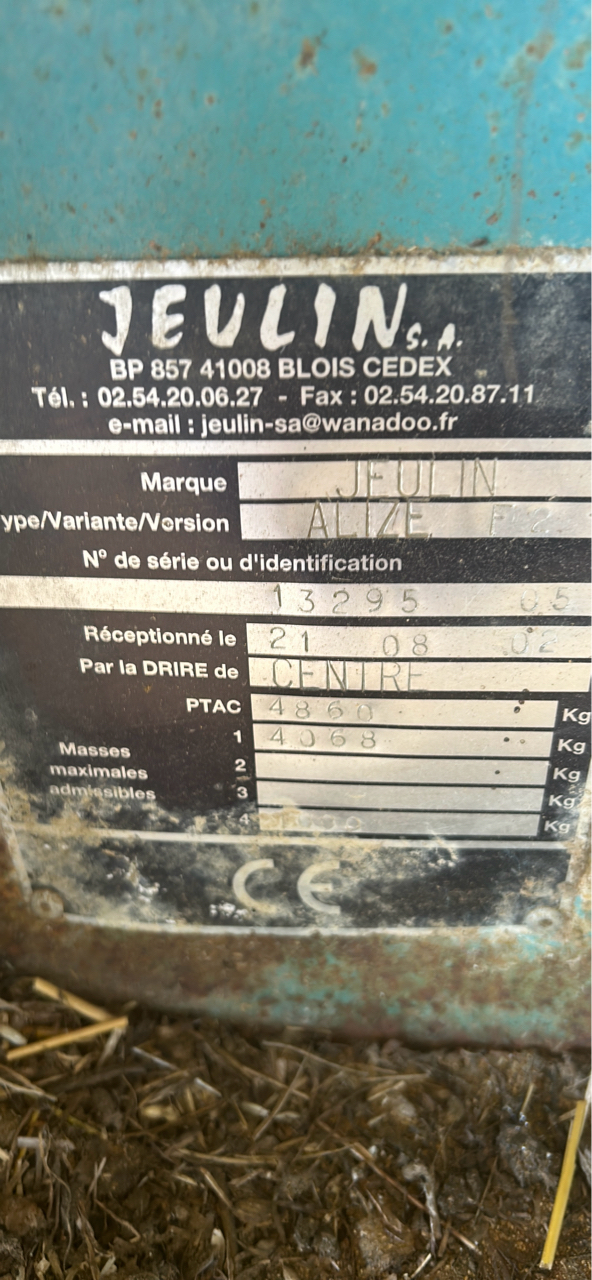 JEULIN S.A.
BP 857 41008 BLOIS CEDEX
Tél. : 02.54.20.06.27 - Fax : 02.54.20.87.11
e-mail : jeulin-sa@wanadoo.fr
Marque JEULIN
ype/Variante/Version ALIZE F2
N° de série ou d'identification
13295 05
Réceptionné le 21 08 02
Par la DRIRE de CENTRE
PTAC 4860 Kg
1 4068 Kg
Masses
maximales
admissibles
2 Kg
3 Kg
4 Kg
CE